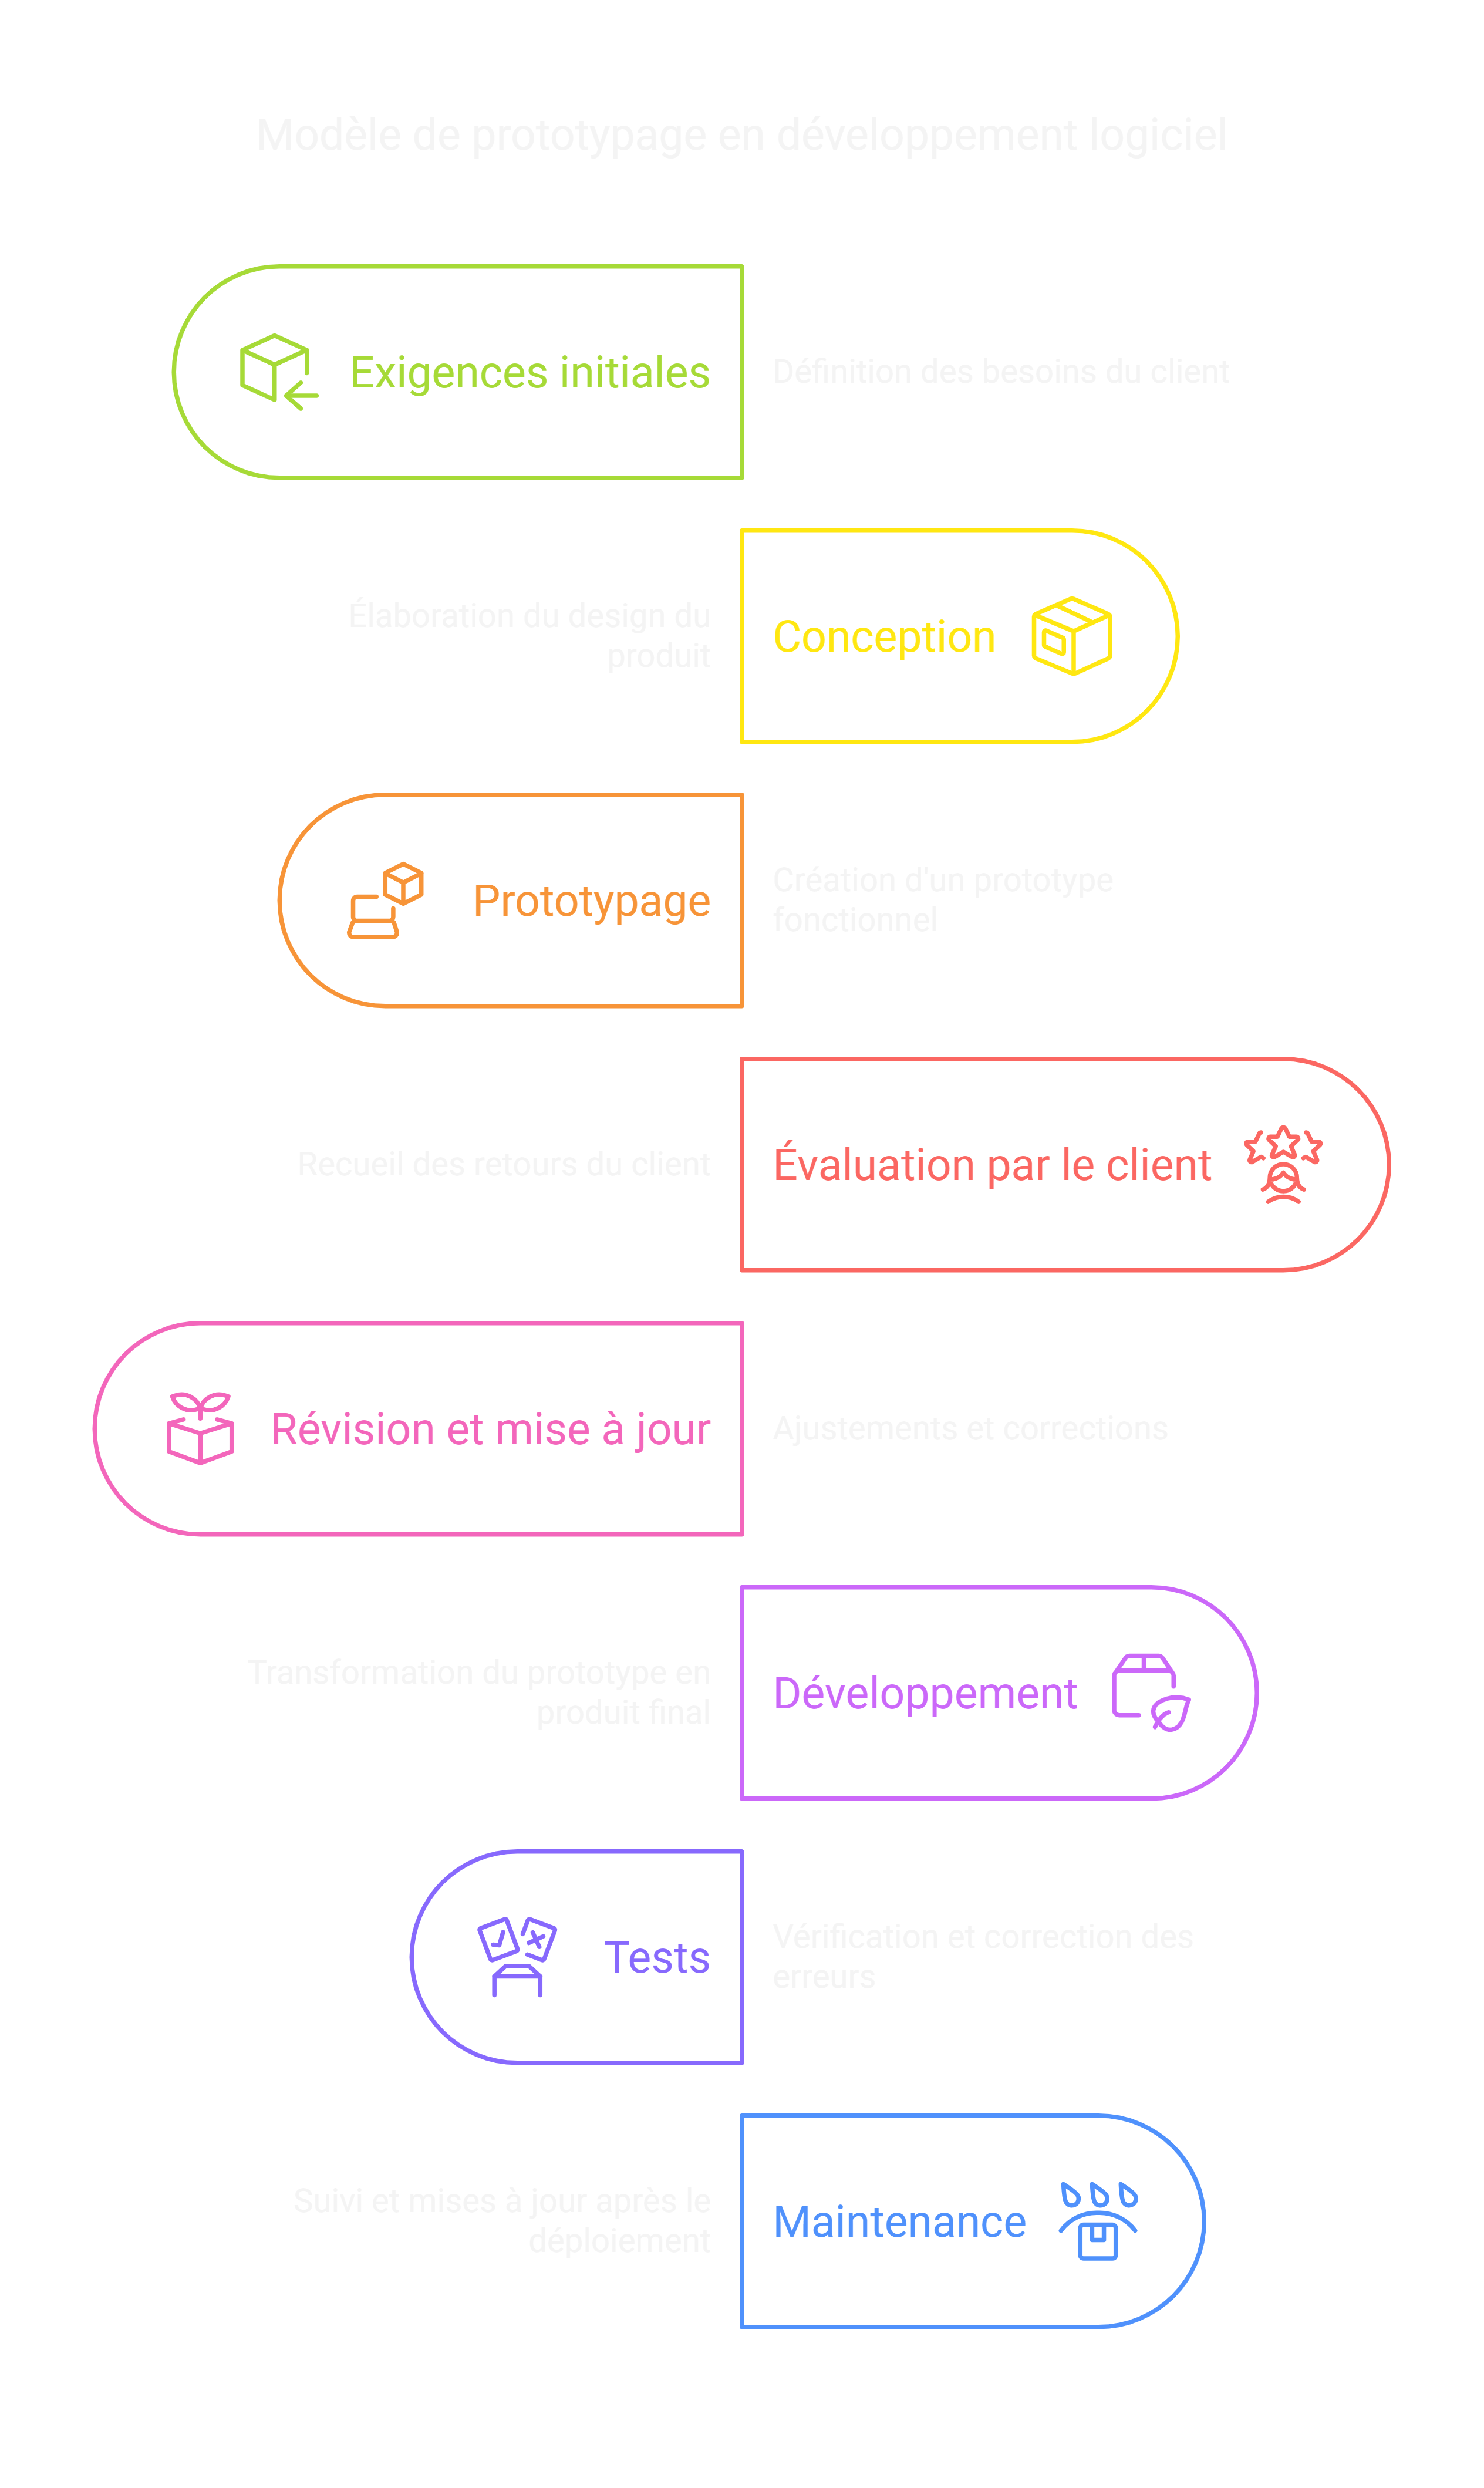 Modèle de prototypage en développement logiciel
Exigences initiales
Définition des besoins du client
Élaboration du design du
produit
Conception
Prototypage
Création d'un prototype
fonctionnel
Recueil des retours du client
Évaluation par le client
Révision et mise à jour
Ajustements et corrections
Transformation du prototype en
produit final
Développement
Tests
Vérification et correction des
erreurs
Suivi et mises à jour après le
déploiement
Maintenance